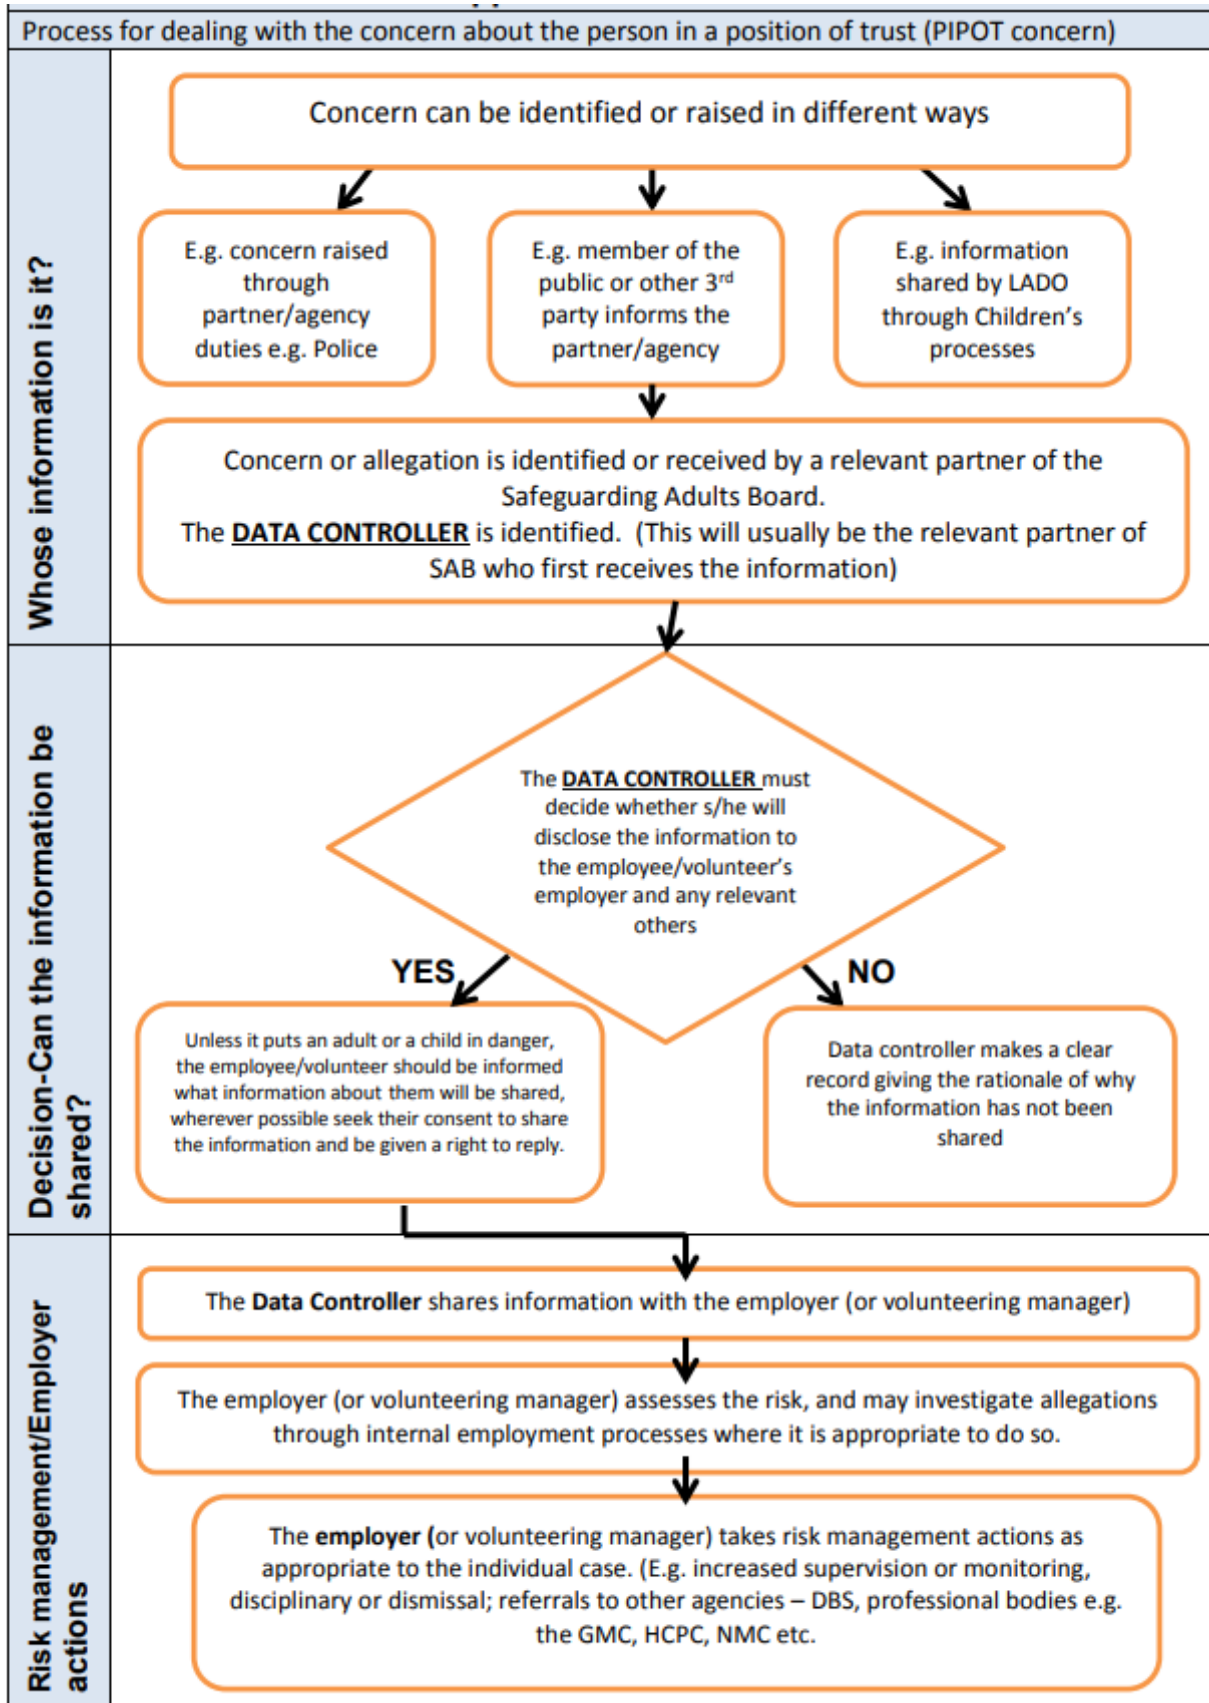 Process for dealing with the concern about the person in a position of trust (PIPOT concern)
Whose information is it?
Concern can be identified or raised in different ways
E.g. concern raised
through
partner/agency
duties e.g. Police
E.g. member of the
public or other 3rd
party informs the
partner/agency
E.g. information
shared by LADO
through Children's
processes
Concern or allegation is identified or received by a relevant partner of the
Safeguarding Adults Board.
The DATA CONTROLLER is identified. (This will usually be the relevant partner of
SAB who first receives the information)
Decision-Can the information be
shared?
The DATA CONTROLLER must
decide whether s/he will
disclose the information to
the employee/volunteer's
employer and any relevant
others
YES
NO
Unless it puts an adult or a child in danger,
the employee/volunteer should be informed
what information about them will be shared,
wherever possible seek their consent to share
the information and be given a right to reply.
Data controller makes a clear
record giving the rationale of why
the information has not been
shared
Risk management/Employer
actions
The Data Controller shares information with the employer (or volunteering manager)
The employer (or volunteering manager) assesses the risk, and may investigate allegations
through internal employment processes where it is appropriate to do so.
The employer (or volunteering manager) takes risk management actions as
appropriate to the individual case. (E.g. increased supervision or monitoring,
disciplinary or dismissal; referrals to other agencies – DBS, professional bodies e.g.
the GMC, HCPC, NMC etc.